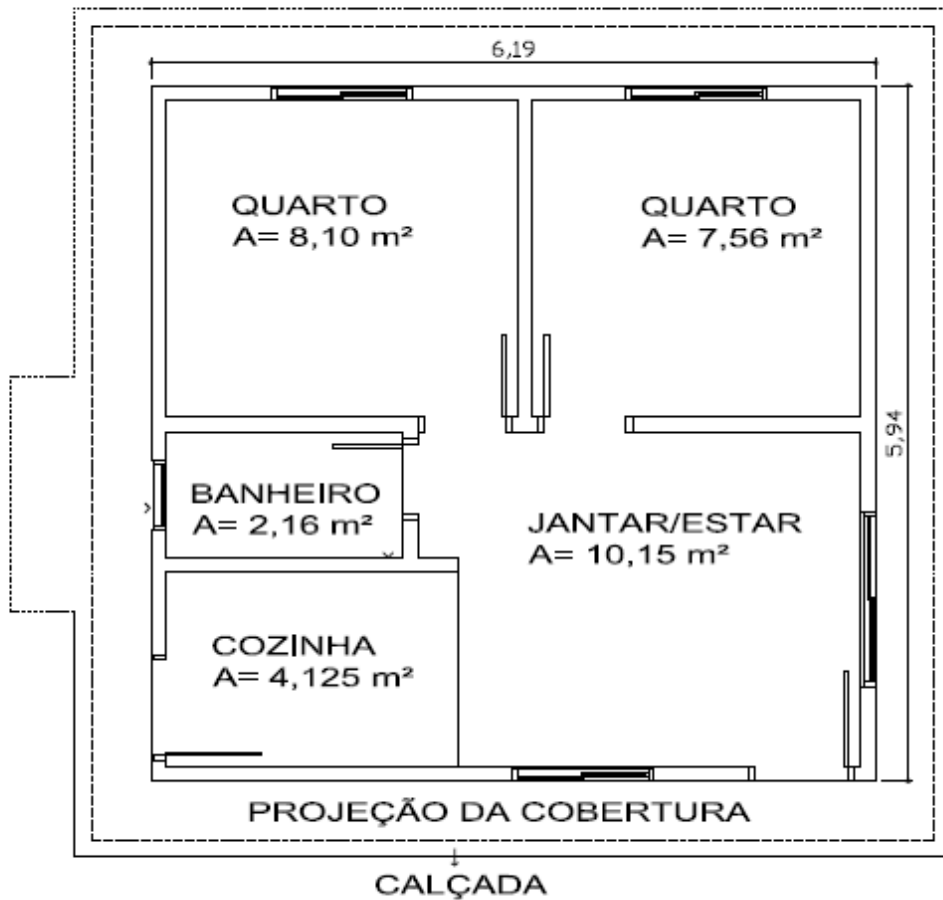 6,19
QUARTO
A= 8,10 m²
QUARTO
A= 7,56 m²
5,94
BANHEIRO
A= 2,16 m²
JANTAR/ESTAR
A= 10,15 m²
COZINHA
A= 4,125 m²
PROJEÇÃO DA COBERTURA
CALÇADA